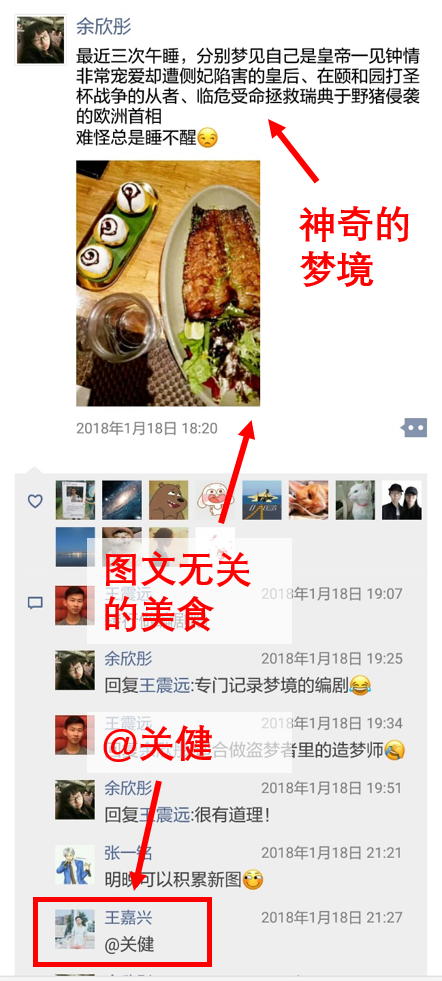 余欣彤
最近三次午睡，分别梦见自己是皇帝一见钟情
非常宠爱却遭侧妃陷害的皇后、在颐和园打圣
杯战争的从者、临危受命拯救瑞典于野猪侵袭
的欧洲首相
难怪总是睡不醒
神奇的
梦境
2018年1月18日 18:20
图文无关
的美食
王震远
2018年1月18日 19:07
余欣彤
2018年1月18日 19:25
回复王震远:专门记录梦境的编剧
王震远
2018年1月18日 19:34
合做盗梦者里的造梦师
@关健
余欣彤
2018年1月18日 19:51
回复王震远:很有道理！
张一铭
2018年1月18日 21:21
明晚可以积累新图
王嘉兴
2018年1月18日 21:27
@关健